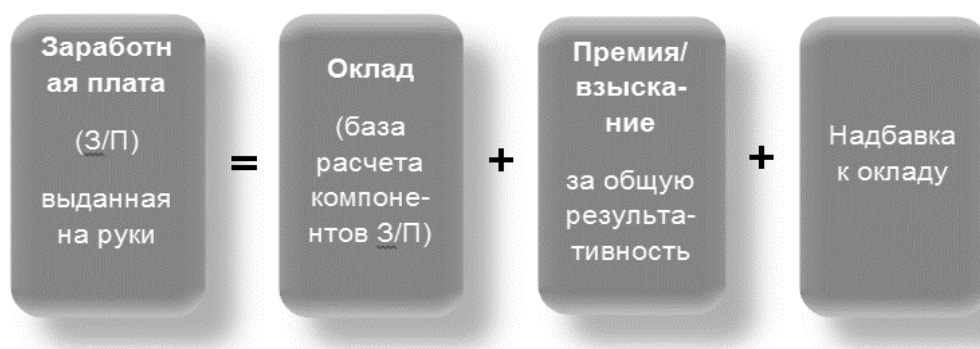 Заработн
ая плата
(З/П)
выданная
на руки
=
Оклад
(база
расчета
компоне-
нтов З/П)
+
Премия/
взыска-
ние
за общую
результа-
тивность
+
Надбавка
к окладу